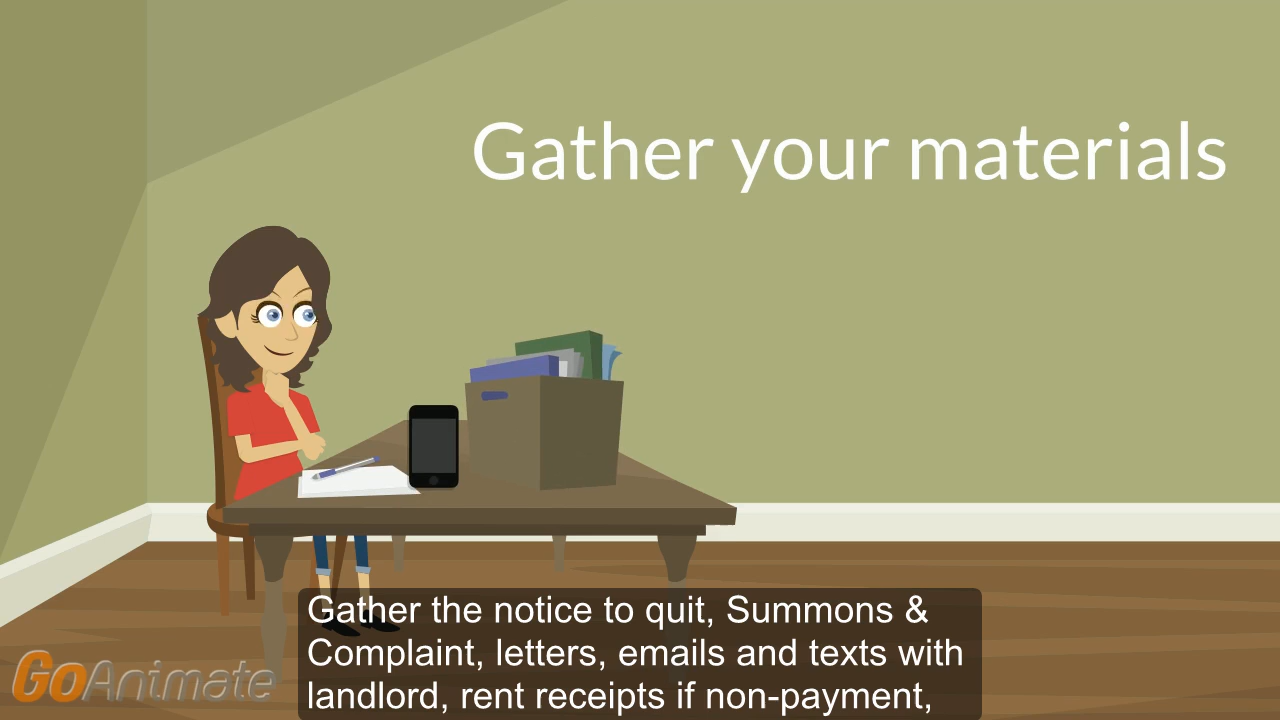 Gather your materials
Gather the notice to quit, Summons &
Complaint, letters, emails and texts with
landlord, rent receipts if non-payment,
GoAnimate